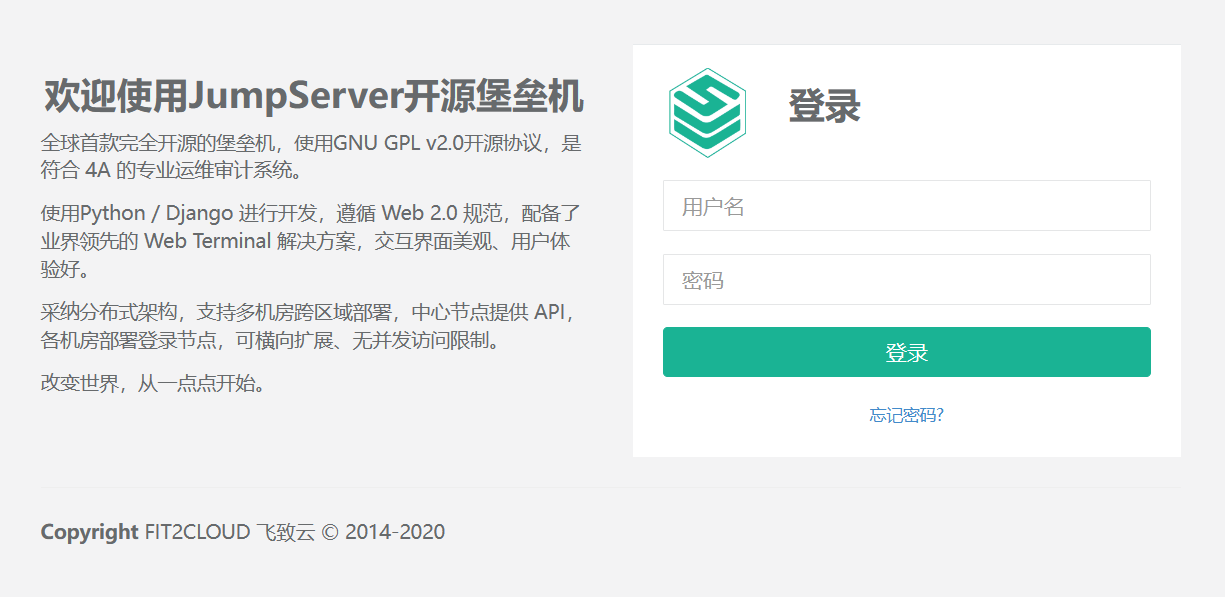 欢迎使用JumpServer开源堡垒机
全球首款完全开源的堡垒机，使用GNU GPL v2.0开源协议，是
符合 4A 的专业运维审计系统。
使用Python / Django 进行开发，遵循 Web 2.0 规范，配备了
业界领先的 Web Terminal 解决方案，交互界面美观、用户体
验好。
采纳分布式架构，支持多机房跨区域部署，中心节点提供 API，
各机房部署登录节点，可横向扩展、无并发访问限制。
改变世界，从一点点开始。
登录
用户名
密码
登录
忘记密码?
Copyright FIT2CLOUD 飞致云 © 2014-2020